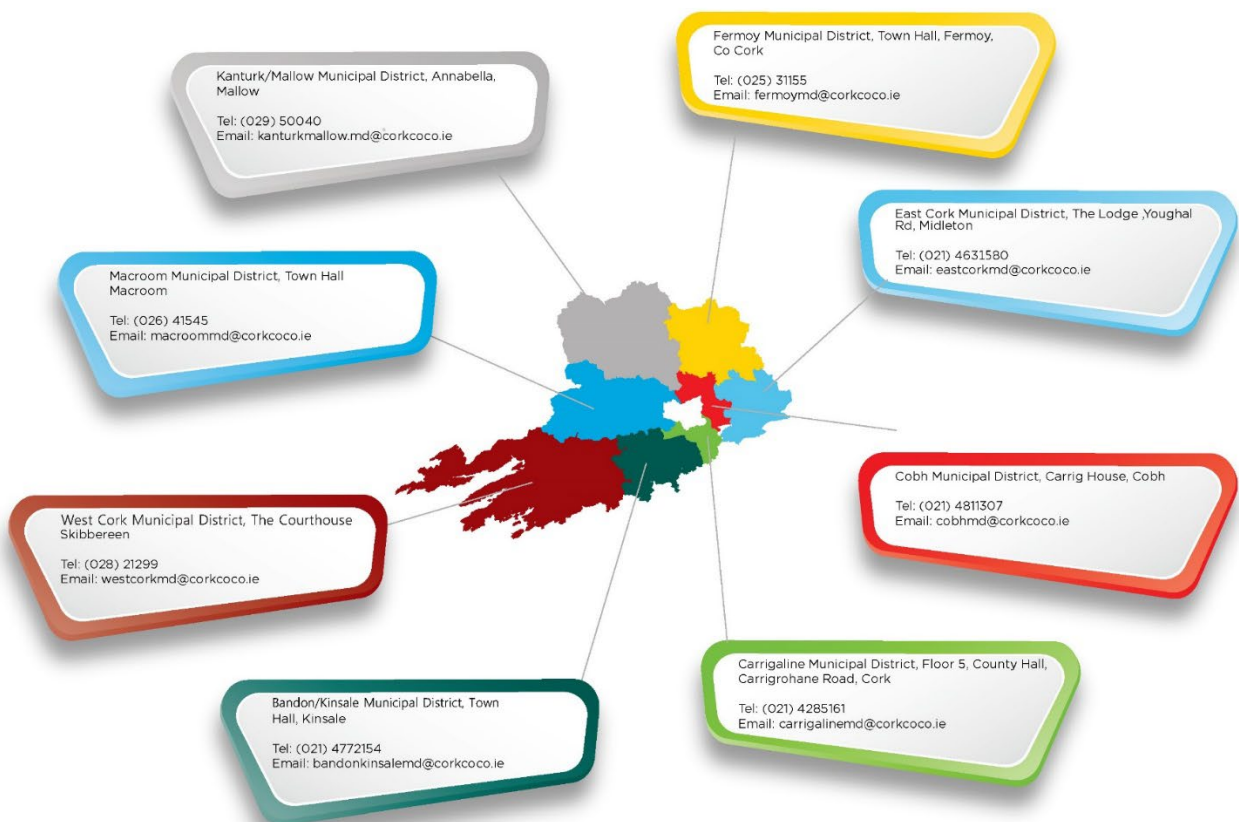 Fermoy Municipal District, Town Hall, Fermoy,
Co Cork
Tel: (025) 31155
Email: fermoymd@corkcoco.ie
Kanturk/Mallow Municipal District, Annabella,
Mallow
Tel: (029) 50040
Email: kanturkmallow.md@corkcoco.ie
East Cork Municipal District, The Lodge ,Youghal
Rd, Midleton
Tel: (021) 4631580
Email: eastcorkmd@corkcoco.ie
Macroom Municipal District, Town Hall
Macroom
Tel: (026) 41545
Email: macroommd@corkcoco.ie
Cobh Municipal District, Carrig House, Cobh
Tel: (021) 4811307
Email: cobhmd@corkcoco.ie
West Cork Municipal District, The Courthouse
Skibbereen
Tel: (028) 21299
Email: westcorkmd@corkcoco.ie
Carrigaline Municipal District, Floor 5, County Hall,
Carrigrohane Road, Cork
Tel: (021) 4285161
Email: carrigalinemd@corkcoco.ie
Bandon/Kinsale Municipal District, Town
Hall, Kinsale
Tel: (021) 4772154
Email: bandonkinsalemd@corkcoco.ie